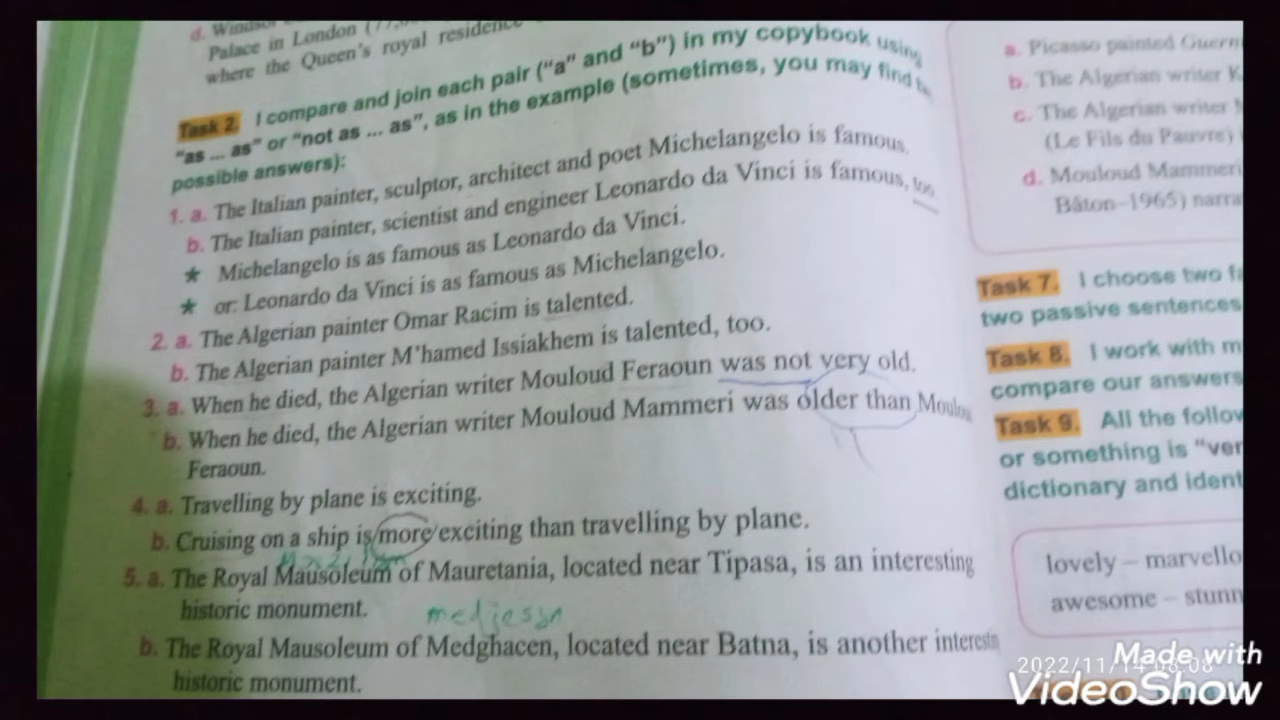 d.
Palace in London
where the Queen's royal residence
Task 2. I compare and join each pair ("a" and "b") in my copybook using
"as ... as" or "not as ... as", as in the example (sometimes, you may find
possible answers):
1. a. The Italian painter, sculptor, architect and poet Michelangelo is famous.
b. The Italian painter, scientist and engineer Leonardo da Vinci is famous, too
★ Michelangelo is as famous as Leonardo da Vinci.
★ or: Leonardo da Vinci is as famous as Michelangelo.
2. a. The Algerian painter Omar Racim is talented.
b. The Algerian painter M'hamed Issiakhem is talented, too.
3. a. When he died, the Algerian writer Mouloud Feraoun was not very old.
b. When he died, the Algerian writer Mouloud Mammeri was older than
Feraoun.
4. a. Travelling by plane is exciting.
b. Cruising on a ship is more exciting than travelling by plane.
5. a. The Royal Mausoleum of Mauretania, located near Tipasa, is an interesting
historic monument.
b. The Royal Mausoleum of Medghacen, located near Batna, is another
historic monument.
a. Picasso painted
b. The Algerian writer K
c. The Algerian writer
(Le Fils du Pauvre)
d. Mouloud Mammeri
Bâton–1965)
Task 7. I choose two
two passive sentences
Task 8. I work with m
compare our answers
Task 9. All the follow
or something is "ver
dictionary and ident
lovely – marvello
awesome – stunn
Made with
2022/11/14 08:08
VideoShow